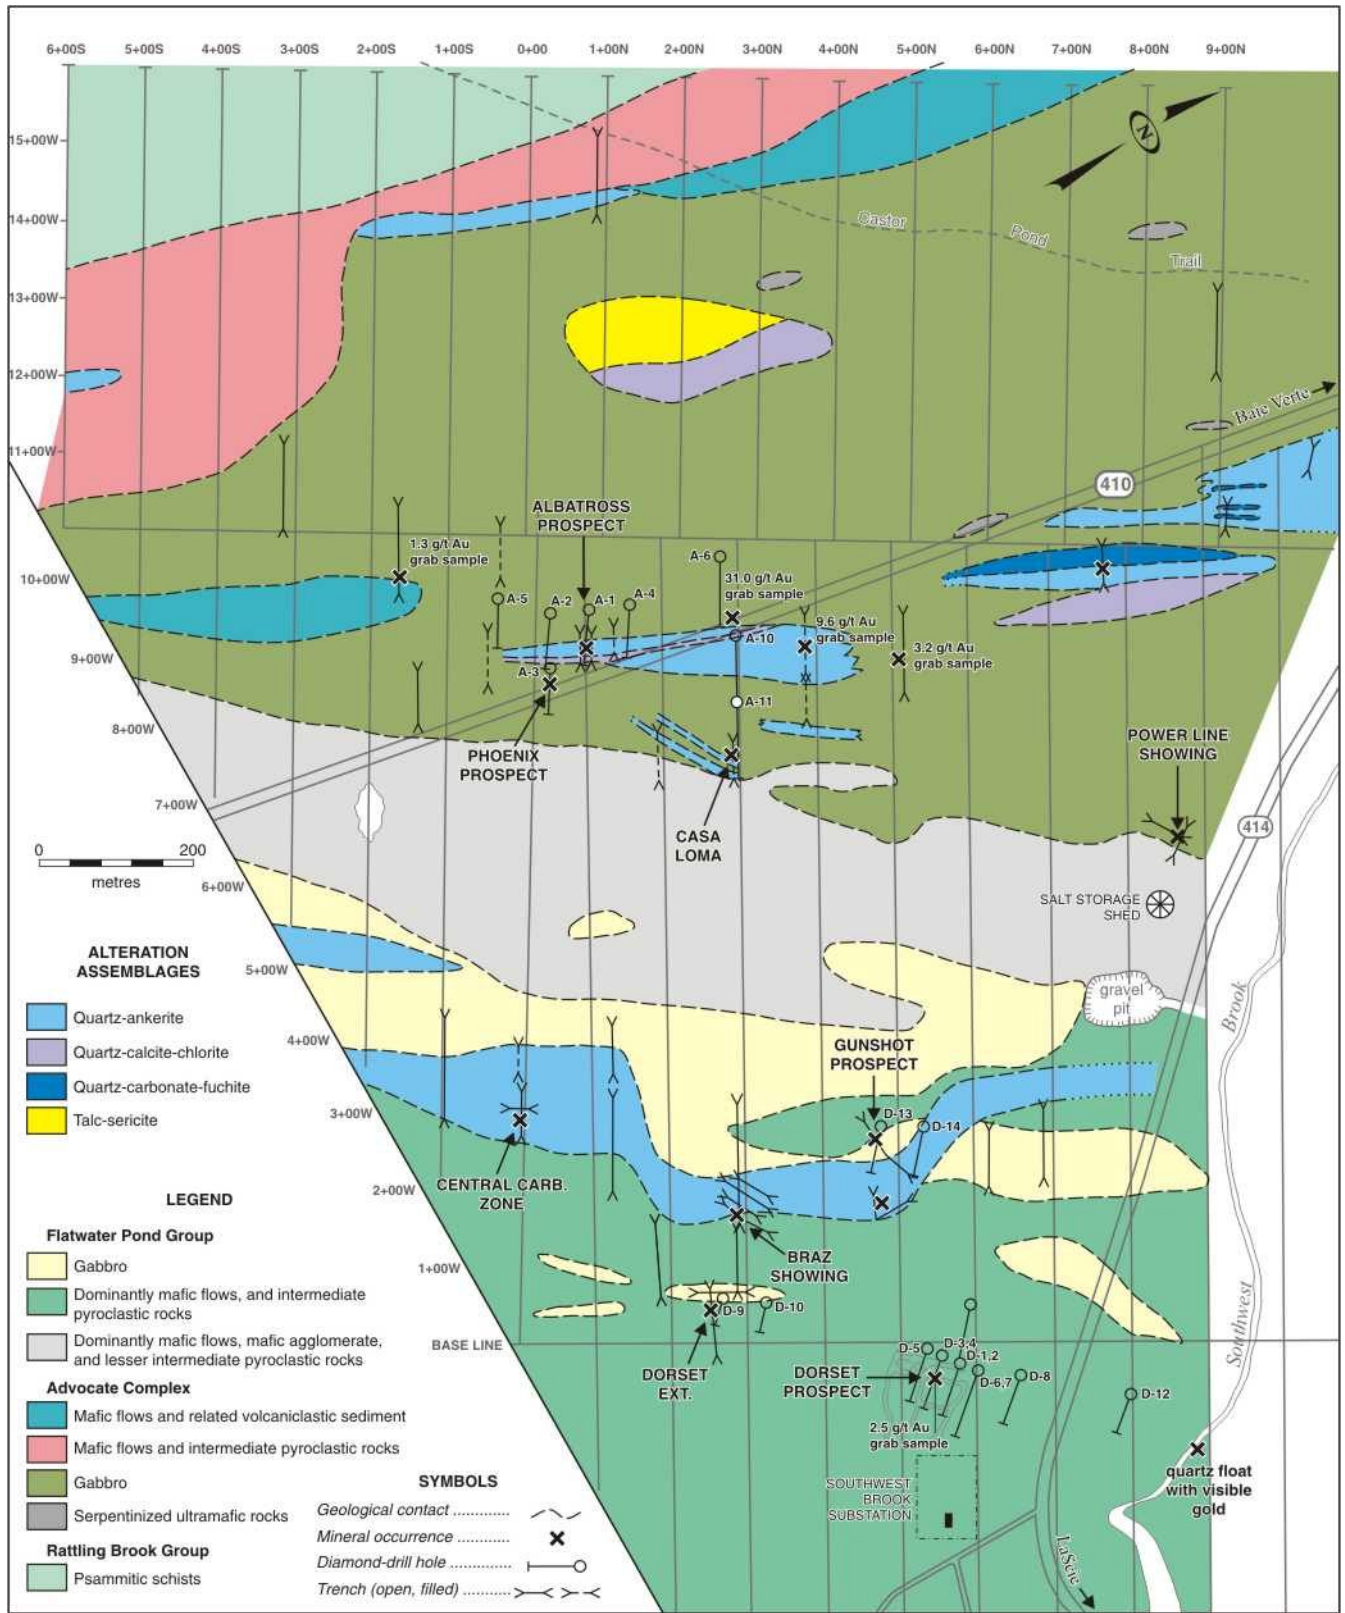 6+00S 5+00S 4+00S 3+00S 2+00S 1+00S 0+00 1+00N 2+00N 3+00N 4+00N 5+00N 6+00N 7+00N 8+00N 9+00N
15+00W
N
14+00W
Castor Pond Trail
13+00W
12+00W
Baie Verte
11+00W
410
ALBATROSS
PROSPECT
1.3 g/t Au
grab sample
A-6
10+00W
31.0 g/t Au
grab sample
A-5
A-2
A-1
A-4
9.6 g/t Au
grab sample
A-10
3.2 g/t Au
grab sample
9+00W
A-3
A-11
8+00W
PHOENIX
PROSPECT
POWER LINE
SHOWING
7+00W
CASA
LOMA
414
0 200
metres
6+00W
SALT STORAGE
SHED
ALTERATION
ASSEMBLAGES
5+00W
gravel
pit
Quartz-ankerite
Quartz-calcite-chlorite
Quartz-carbonate-fuchite
Talc-sericite
4+00W
Brook
GUNSHOT
PROSPECT
3+00W
D-13
D-14
CENTRAL CARB.
ZONE
2+00W
LEGEND
Flatwater Pond Group
Gabbro
Dominantly mafic flows, and intermediate
pyroclastic rocks
Dominantly mafic flows, mafic agglomerate,
and lesser intermediate pyroclastic rocks
Advocate Complex
Mafic flows and related volcaniclastic sediment
Mafic flows and intermediate pyroclastic rocks
Gabbro
Serpentinized ultramafic rocks
Rattling Brook Group
Psammitic schists
BRAZ
SHOWING
1+00W
Southwest
D-9
D-10
BASE LINE
DORSET
EXT.
D-5
D-3,4
D-1,2
D-6,7
D-8
D-12
DORSET
PROSPECT
2.5 g/t Au
grab sample
quartz float
with visible
gold
SOUTHWEST
BROOK
SUBSTATION
LaScie
SYMBOLS
Geological contact .............
Mineral occurrence .............
Diamond-drill hole .............
Trench (open, filled) ...........